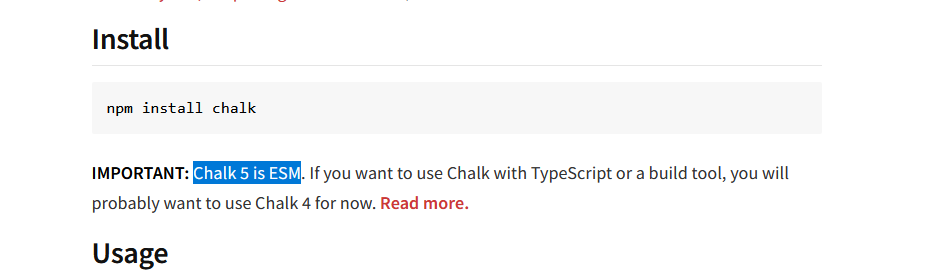 Install
npm install chalk
IMPORTANT: Chalk 5 is ESM. If you want to use Chalk with TypeScript or a build tool, you will
probably want to use Chalk 4 for now. Read more.
Usage